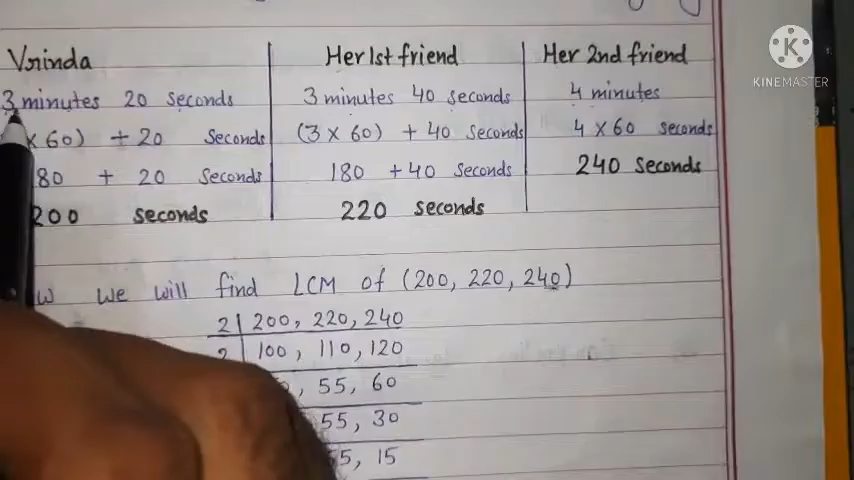 Vrinda Her 1st friend Her 2nd friend
3 minutes 20 seconds 3 minutes 40 seconds 4 minutes
x 60) + 20 seconds (3 x 60) + 40 seconds 4 x 60 seconds
80 + 20 seconds 180 + 40 seconds 240 seconds
200 seconds 220 seconds
w we will find LCM of (200, 220, 240)
2 200, 220, 240
2 100, 110, 120
, 55, 60
55, 30
55, 15
K
KINEMASTER